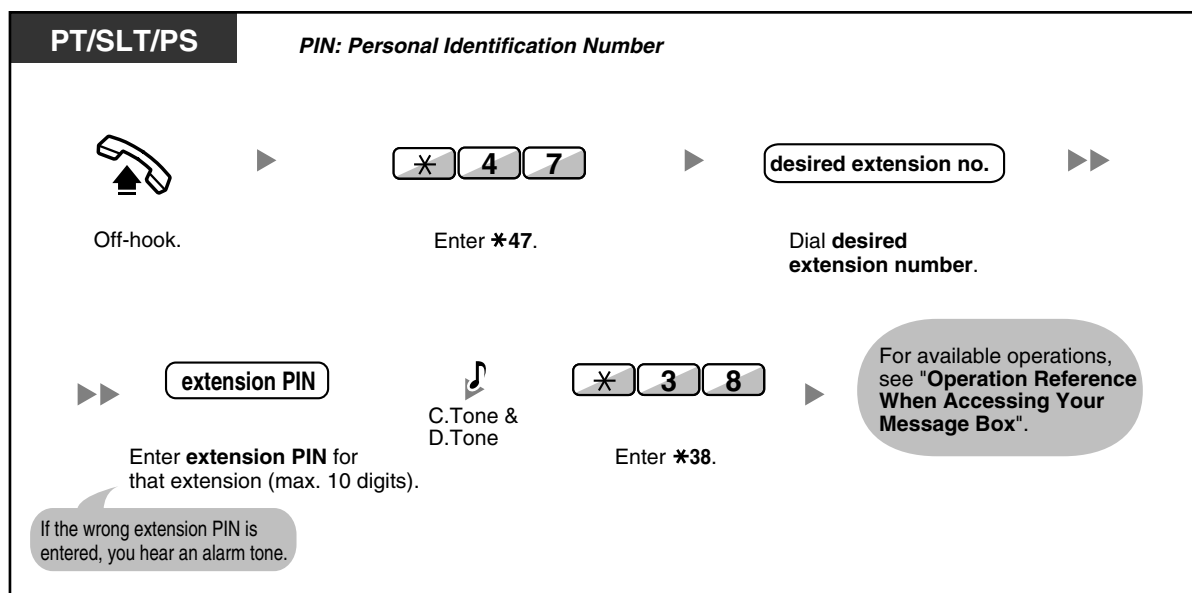 PT/SLT/PS
PIN: Personal Identification Number
* 4 7
desired extension no.
Off-hook.
Enter *47.
Dial desired
extension number.
extension PIN
C.Tone &
D.Tone
* 3 8
For available operations,
see "Operation Reference
When Accessing Your
Message Box".
Enter extension PIN for
that extension (max. 10 digits).
Enter *38.
If the wrong extension PIN is
entered, you hear an alarm tone.